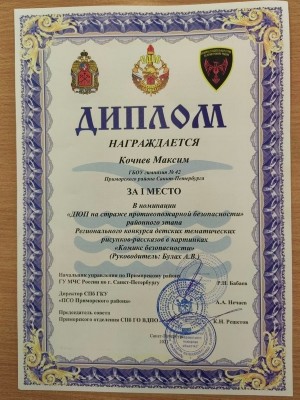 ДИПЛОМ
НАГРАЖДАЕТСЯ
Кочнев Максим
ГБОУ гимназия № 42
Приморского района Санкт-Петербурга
ЗА I МЕСТО
В номинации
«ДЮП на страже противопожарной безопасности»
районного этапа
Регионального конкурса детских тематических
рисунков-рассказов в картинках
«Комикс безопасности»
(Руководитель: Булах А.В.)
Начальник управления по Приморскому району
ГУ МЧС России по г. Санкт-Петербургу Р.Н. Бабаев
Директор СПб ГКУ
«ПСО Приморского района» А.А. Нечаев
Председатель совета
Приморского отделения СПб ГО ВДПО К.Н. Решетов
Санкт-Петербург